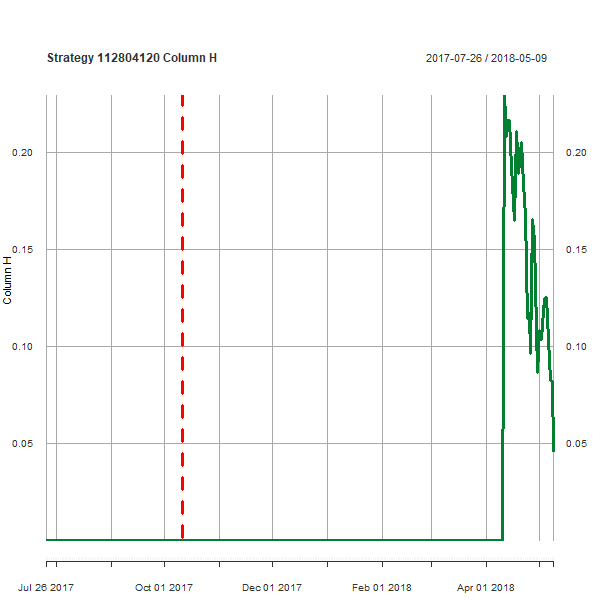 Strategy 112804120 Column H
2017-07-26 / 2018-05-09
0.20
0.20
0.15
0.15
Column H
0.10
0.10
0.05
0.05
Jul 26 2017
Oct 01 2017
Dec 01 2017
Feb 01 2018
Apr 01 2018